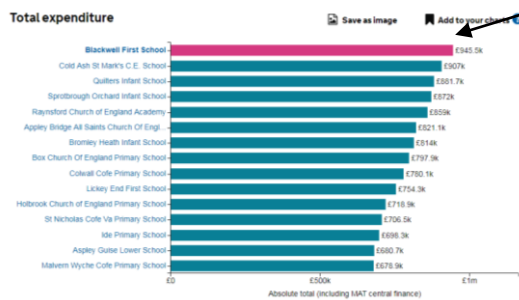 Total expenditure
Save as image
Add to your charts
Blackwell First School £945.5k
Cold Ash St Mark's C.E. School £907k
Quilters Infant School £881.7k
Sprotbrough Orchard Infant School £872k
Raynsford Church of England Academy £859k
Appley Bridge All Saints Church Of Engl... £821.1k
Bromley Heath Infant School £814k
Box Church Of England Primary School £797.9k
Colwall Cofe Primary School £780.1k
Lickey End First School £754.3k
Holbrook Church of England Primary School £718.9k
St Nicholas Cofe Va Primary School £706.5k
Ide Primary School £698.3k
Aspley Guise Lower School £680.7k
Malvern Wyche Cofe Primary School £678.9k
£0 £500k £1m
Absolute total (including MAT central finance)